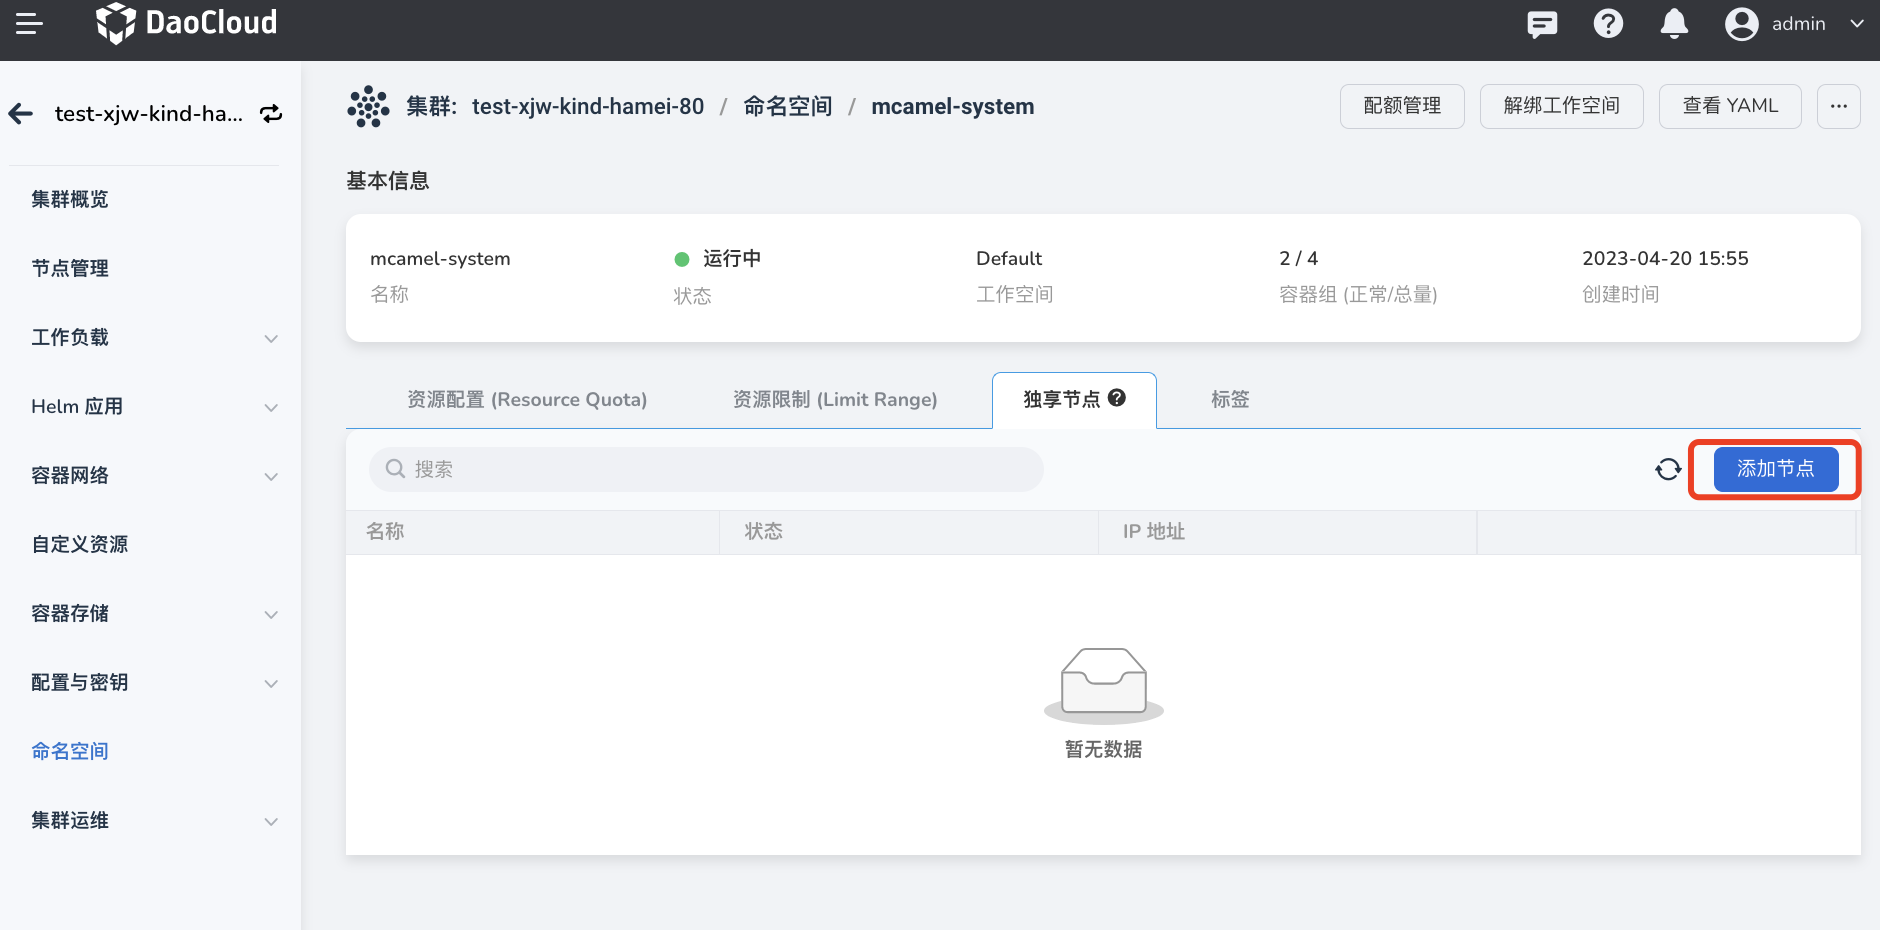 DaoCloud
admin
test-xjw-kind-ha...
集群概览
节点管理
工作负载
Helm 应用
容器网络
自定义资源
容器存储
配置与密钥
命名空间
集群运维
集群: test-xjw-kind-hamei-80 / 命名空间 / mcamel-system
配额管理
解绑工作空间
查看 YAML
基本信息
mcamel-system
名称
运行中
状态
Default
工作空间
2 / 4
容器组 (正常/总量)
2023-04-20 15:55
创建时间
资源配置 (Resource Quota)
资源限制 (Limit Range)
独享节点
标签
搜索
添加节点
名称
状态
IP 地址
暂无数据